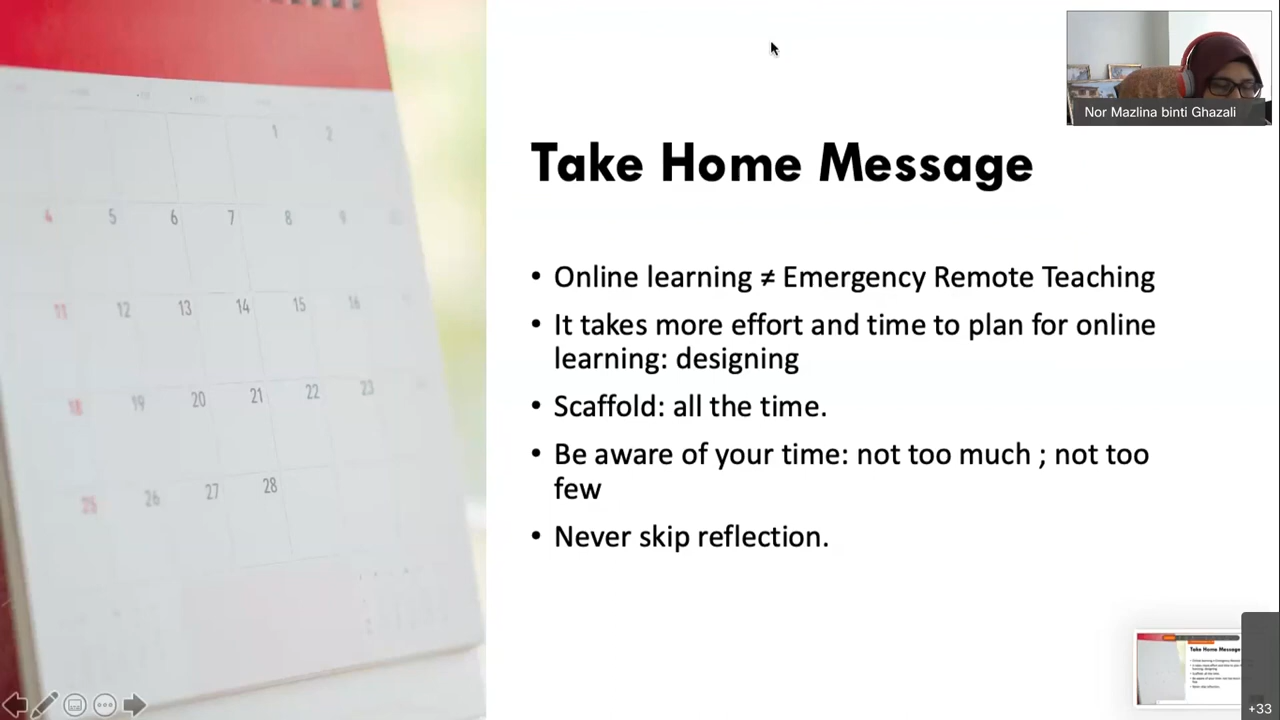 Nor Mazlina binti Ghazali
Take Home Message
• Online learning ≠ Emergency Remote Teaching
• It takes more effort and time to plan for online
learning: designing
• Scaffold: all the time.
• Be aware of your time: not too much ; not too
few
• Never skip reflection.
1 2
4 5 6 7 8 9
11 12 13 14 15 16
18 19 20 21 22 23
25 26 27 28
Take Home Message
+33